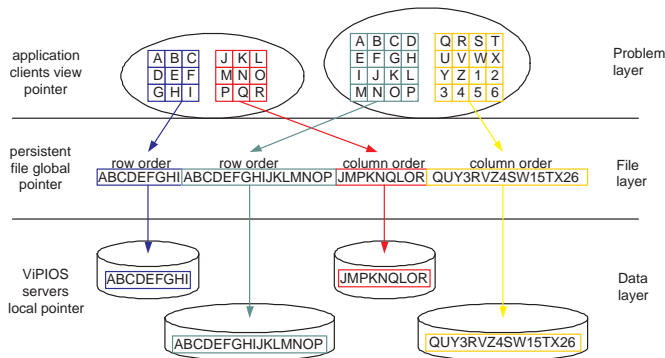 application
clients view
pointer
A B C
D E F
G H I
J K L
M N O
P Q R
A B C D
E F G H
I J K L
M N O P
Q R S T
U V W X
Y Z 1 2
3 4 5 6
Problem
layer
persistent
file global
pointer
row order
row order
column order
column order
ABCDEFGHI
ABCDEFGHIJKLMNOP
JMPKNQLOR
QUY3RVZ4SW15TX26
File
layer
ViPIOS
servers
local pointer
ABCDEFGHI
JMPKNQLOR
ABCDEFGHIJKLMNOP
QUY3RVZ4SW15TX26
Data
layer